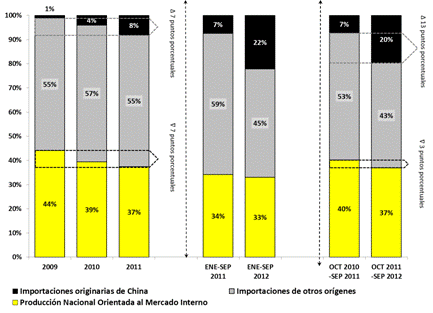 100%
90%
80%
70%
60%
50%
40%
30%
20%
10%
0%
1%
4%
8%
7%
22%
7%
20%
55%
57%
55%
59%
45%
53%
43%
44%
39%
37%
34%
33%
40%
37%
Δ 7 puntos porcentuales
∇ 7 puntos porcentuales
Δ 13 puntos porcentuales
∇ 3 puntos porcentuales
2009
2010
2011
ENE-SEP
2011
ENE-SEP
2012
OCT 2010
-SEP 2011
OCT 2011
-SEP 2012
Importaciones originarias de China
Importaciones de otros orígenes
Producción Nacional Orientada al Mercado Interno